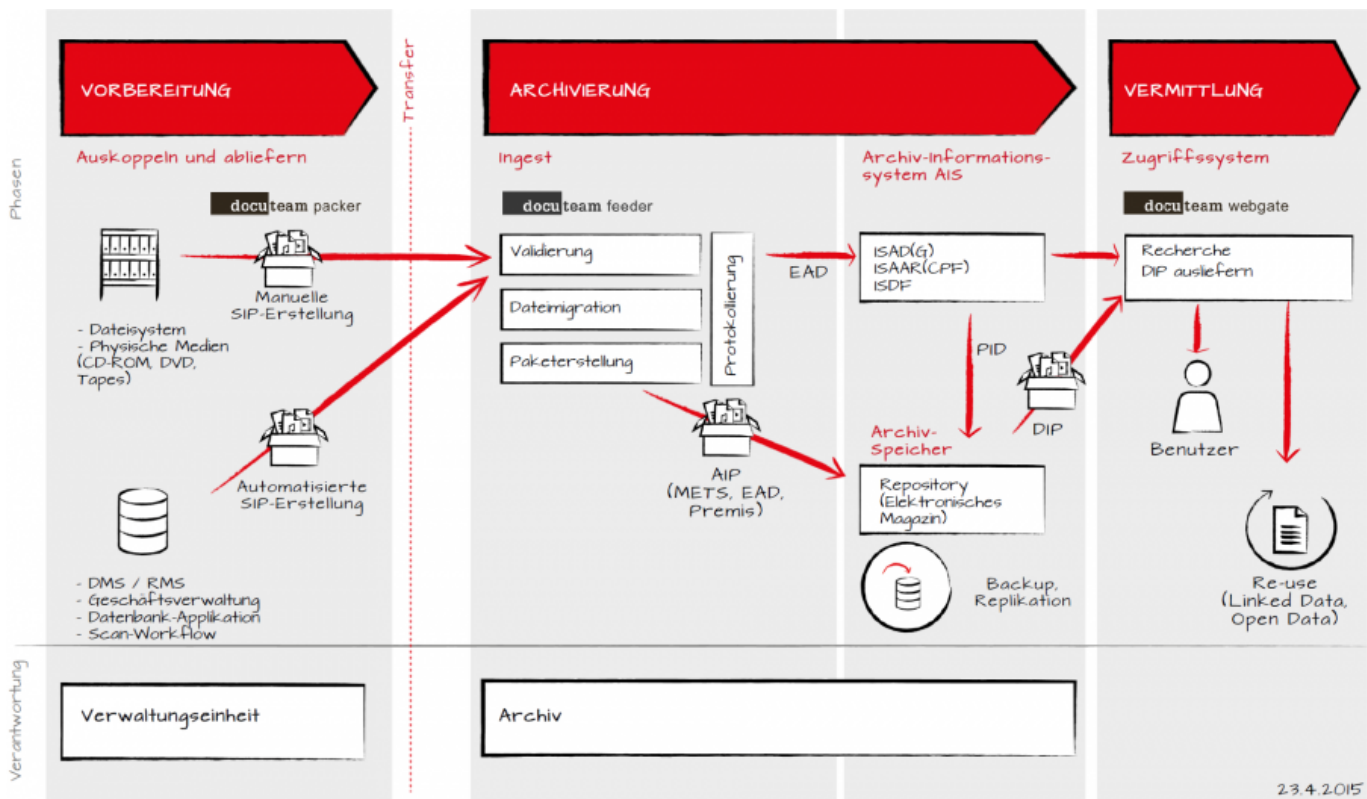 VORBEREITUNG
Auskoppeln und abliefern
docuteam packer
Manuelle
SIP-Erstellung
- Dateisystem
- Physische Medien
(CD-ROM, DVD,
Tapes)
Automatisierte
SIP-Erstellung
- DMS / RMS
- Geschäftsverwaltung
- Datenbank-Applikation
- Scan-Workflow
Transfer
ARCHIVIERUNG
Ingest
docuteam feeder
Validierung
Dateimigration
Paketerstellung
Protokollierung
EAD
AIP
(METS, EAD,
Premis)
Archiv-Informations-
system AIS
ISAD(G)
ISAAR(CPF)
ISDF
PID
DIP
Archiv-
Speicher
Repository
(Elektronisches
Magazin)
Backup,
Replikation
VERMITTLUNG
Zugriffssystem
docuteam webgate
Recherche
DIP ausliefern
Benutzer
Re-use
(Linked Data,
Open Data)
Phasen
Verantwortung
Verwaltungseinheit
Archiv
23.4.2015